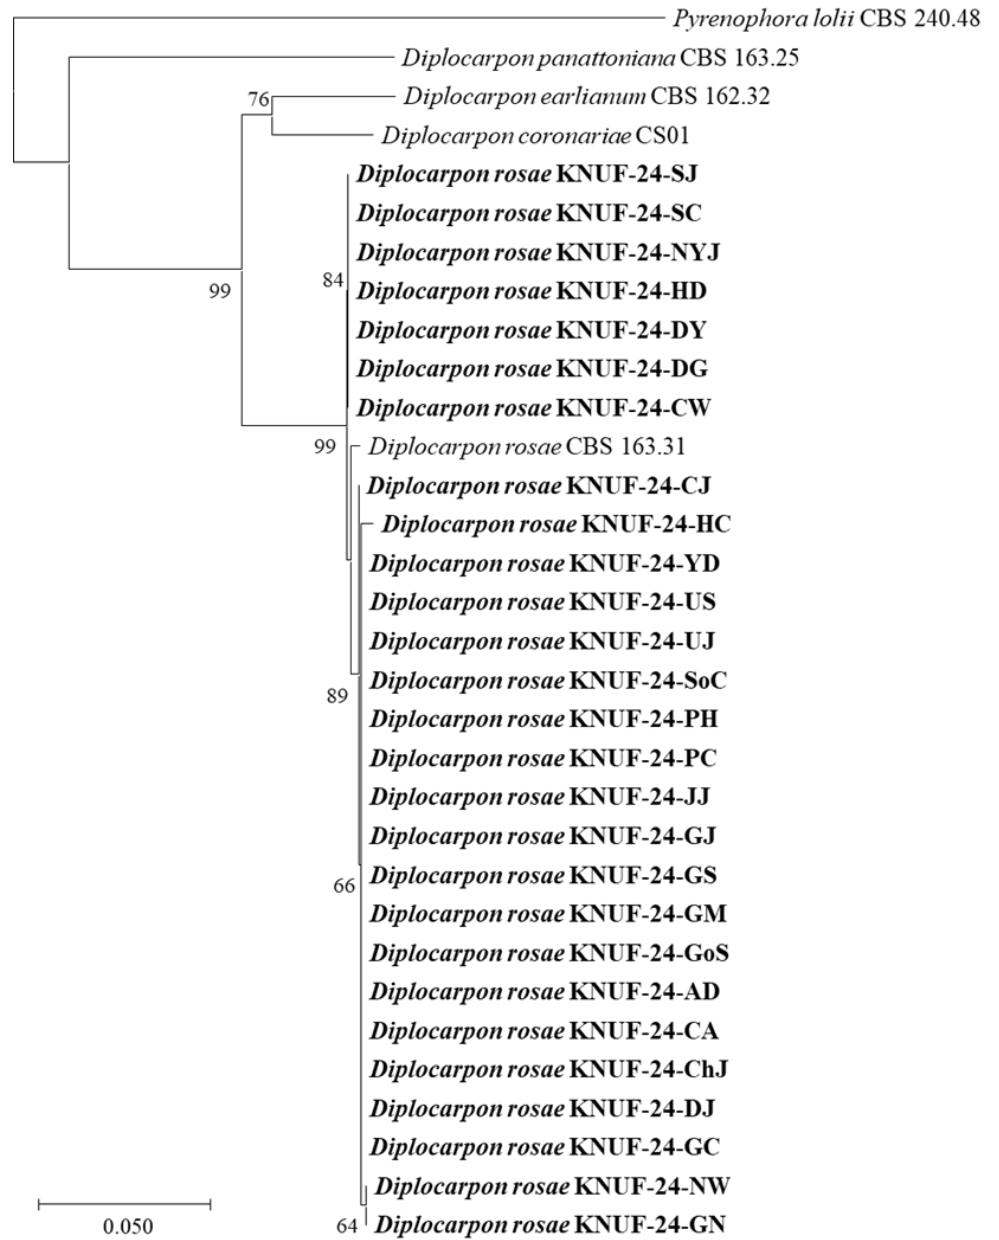 Pyrenophora lolii CBS 240.48
Diplocarpon panattoniana CBS 163.25
76
Diplocarpon earlianum CBS 162.32
Diplocarpon coronariae CS01
Diplocarpon rosae KNUF-24-SJ
Diplocarpon rosae KNUF-24-SC
Diplocarpon rosae KNUF-24-NYJ
84
Diplocarpon rosae KNUF-24-HD
99
Diplocarpon rosae KNUF-24-DY
Diplocarpon rosae KNUF-24-DG
Diplocarpon rosae KNUF-24-CW
99
Diplocarpon rosae CBS 163.31
Diplocarpon rosae KNUF-24-CJ
Diplocarpon rosae KNUF-24-HC
Diplocarpon rosae KNUF-24-YD
Diplocarpon rosae KNUF-24-US
Diplocarpon rosae KNUF-24-UJ
Diplocarpon rosae KNUF-24-SoC
89
Diplocarpon rosae KNUF-24-PH
Diplocarpon rosae KNUF-24-PC
Diplocarpon rosae KNUF-24-JJ
Diplocarpon rosae KNUF-24-GJ
Diplocarpon rosae KNUF-24-GS
66
Diplocarpon rosae KNUF-24-GM
Diplocarpon rosae KNUF-24-GoS
Diplocarpon rosae KNUF-24-AD
Diplocarpon rosae KNUF-24-CA
Diplocarpon rosae KNUF-24-ChJ
Diplocarpon rosae KNUF-24-DJ
Diplocarpon rosae KNUF-24-GC
Diplocarpon rosae KNUF-24-NW
64
Diplocarpon rosae KNUF-24-GN
0.050